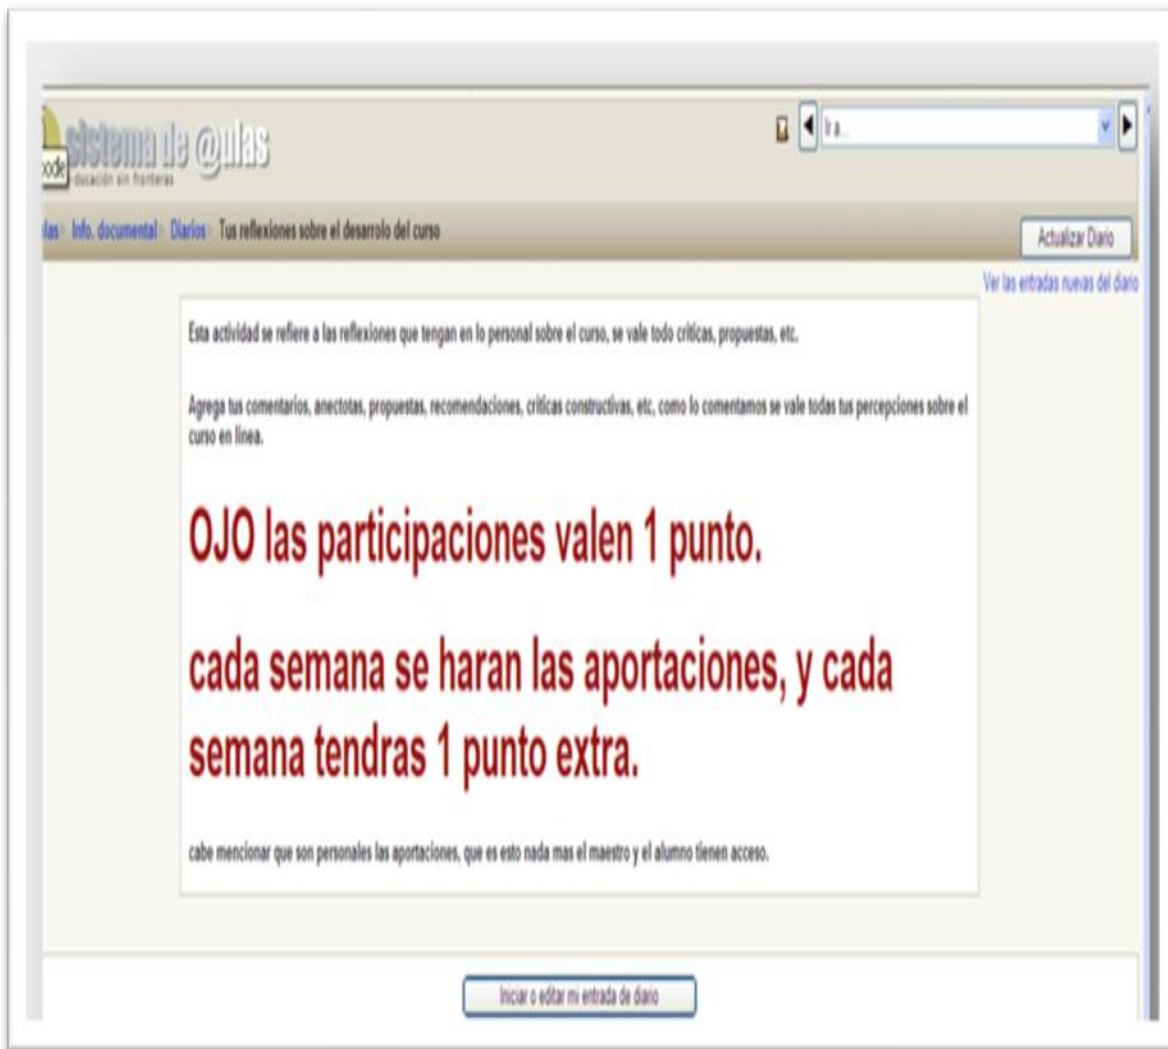 sistema de @ulas
educación sin fronteras
Ir a...
las Info. documental Diarios Tus reflexiones sobre el desarrolo del curso
Actualizar Diario
Ver las entradas nuevas del diario
Esta actividad se refiere a las reflexiones que tengan en lo personal sobre el curso, se vale todo críticas, propuestas, etc.
Agrega tus comentarios, anectotas, propuestas, recomendaciones, críticas constructivas, etc, como lo comentamos se vale todas tus percepciones sobre el
curso en línea.
OJO las participaciones valen 1 punto.
cada semana se haran las aportaciones, y cada
semana tendras 1 punto extra.
cabe mencionar que son personales las aportaciones, que es esto nada mas el maestro y el alumno tienen acceso.
Iniciar o editar mi entrada de diario